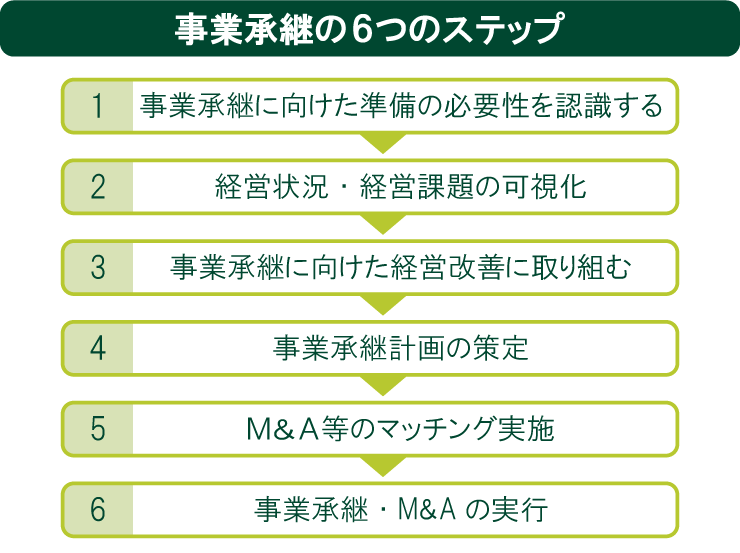 事業承継の6つのステップ
1 事業承継に向けた準備の必要性を認識する
2 経営状況・経営課題の可視化
3 事業承継に向けた経営改善に取り組む
4 事業承継計画の策定
5 M&A等のマッチング実施
6 事業承継・M&Aの実行